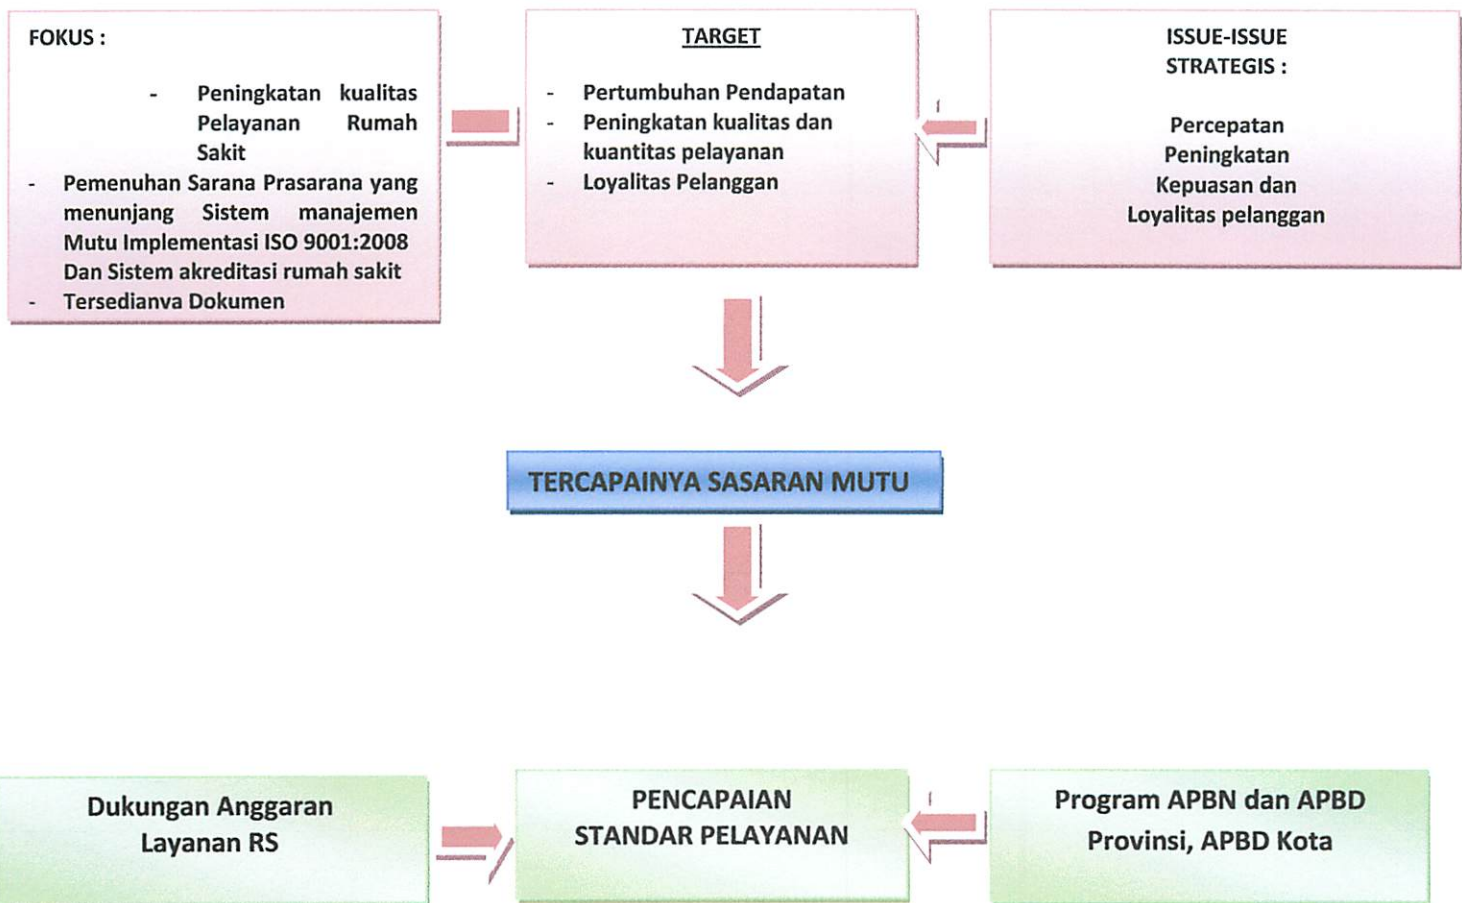 FOKUS :
- Peningkatan kualitas
Pelayanan Rumah
Sakit
- Pemenuhan Sarana Prasarana yang
menunjang Sistem manajemen
Mutu Implementasi ISO 9001:2008
Dan Sistem akreditasi rumah sakit
- Tersedianva Dokumen
TARGET
- Pertumbuhan Pendapatan
- Peningkatan kualitas dan
kuantitas pelayanan
- Loyalitas Pelanggan
ISSUE-ISSUE
STRATEGIS :
Percepatan
Peningkatan
Kepuasan dan
Loyalitas pelanggan
TERCAPAINYA SASARAN MUTU
Dukungan Anggaran
Layanan RS
PENCAPAIAN
STANDAR PELAYANAN
Program APBN dan APBD
Provinsi, APBD Kota